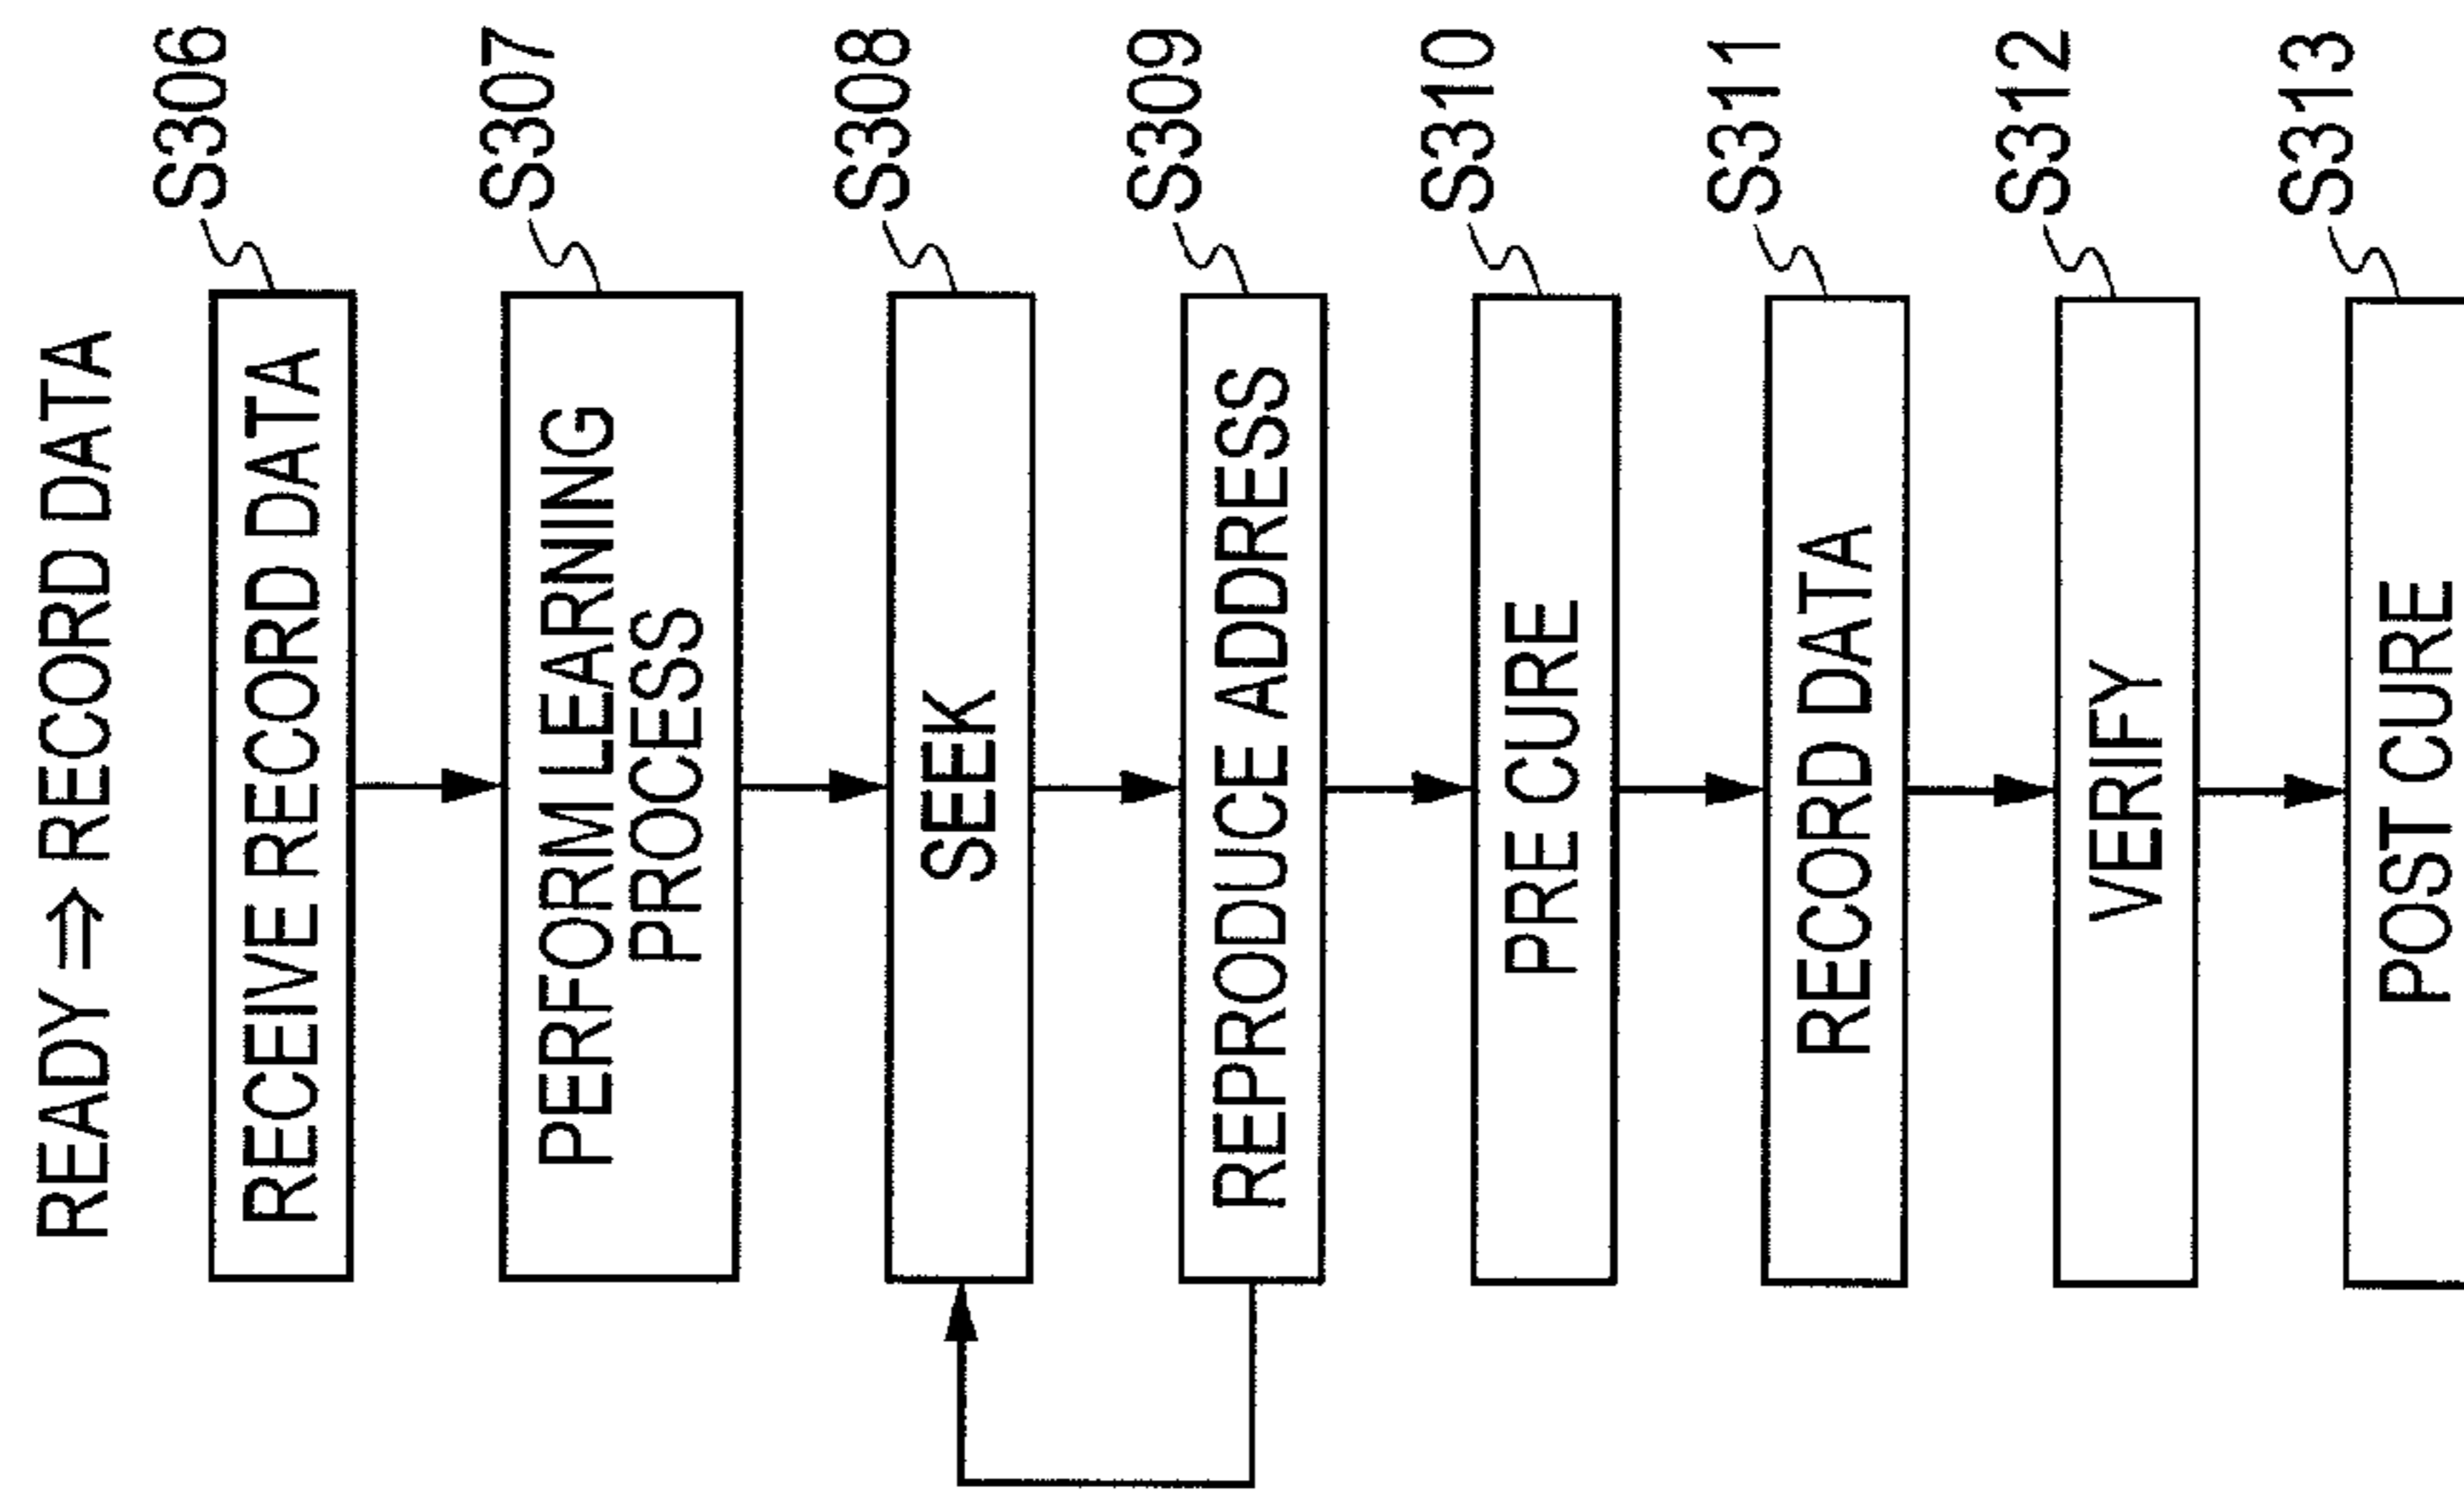 READY ⇒ RECORD DATA
S306
RECEIVE RECORD DATA
S307
PERFORM LEARNING
PROCESS
S308
SEEK
S309
REPRODUCE ADDRESS
S310
PRE CURE
S311
RECORD DATA
S312
VERIFY
S313
POST CURE